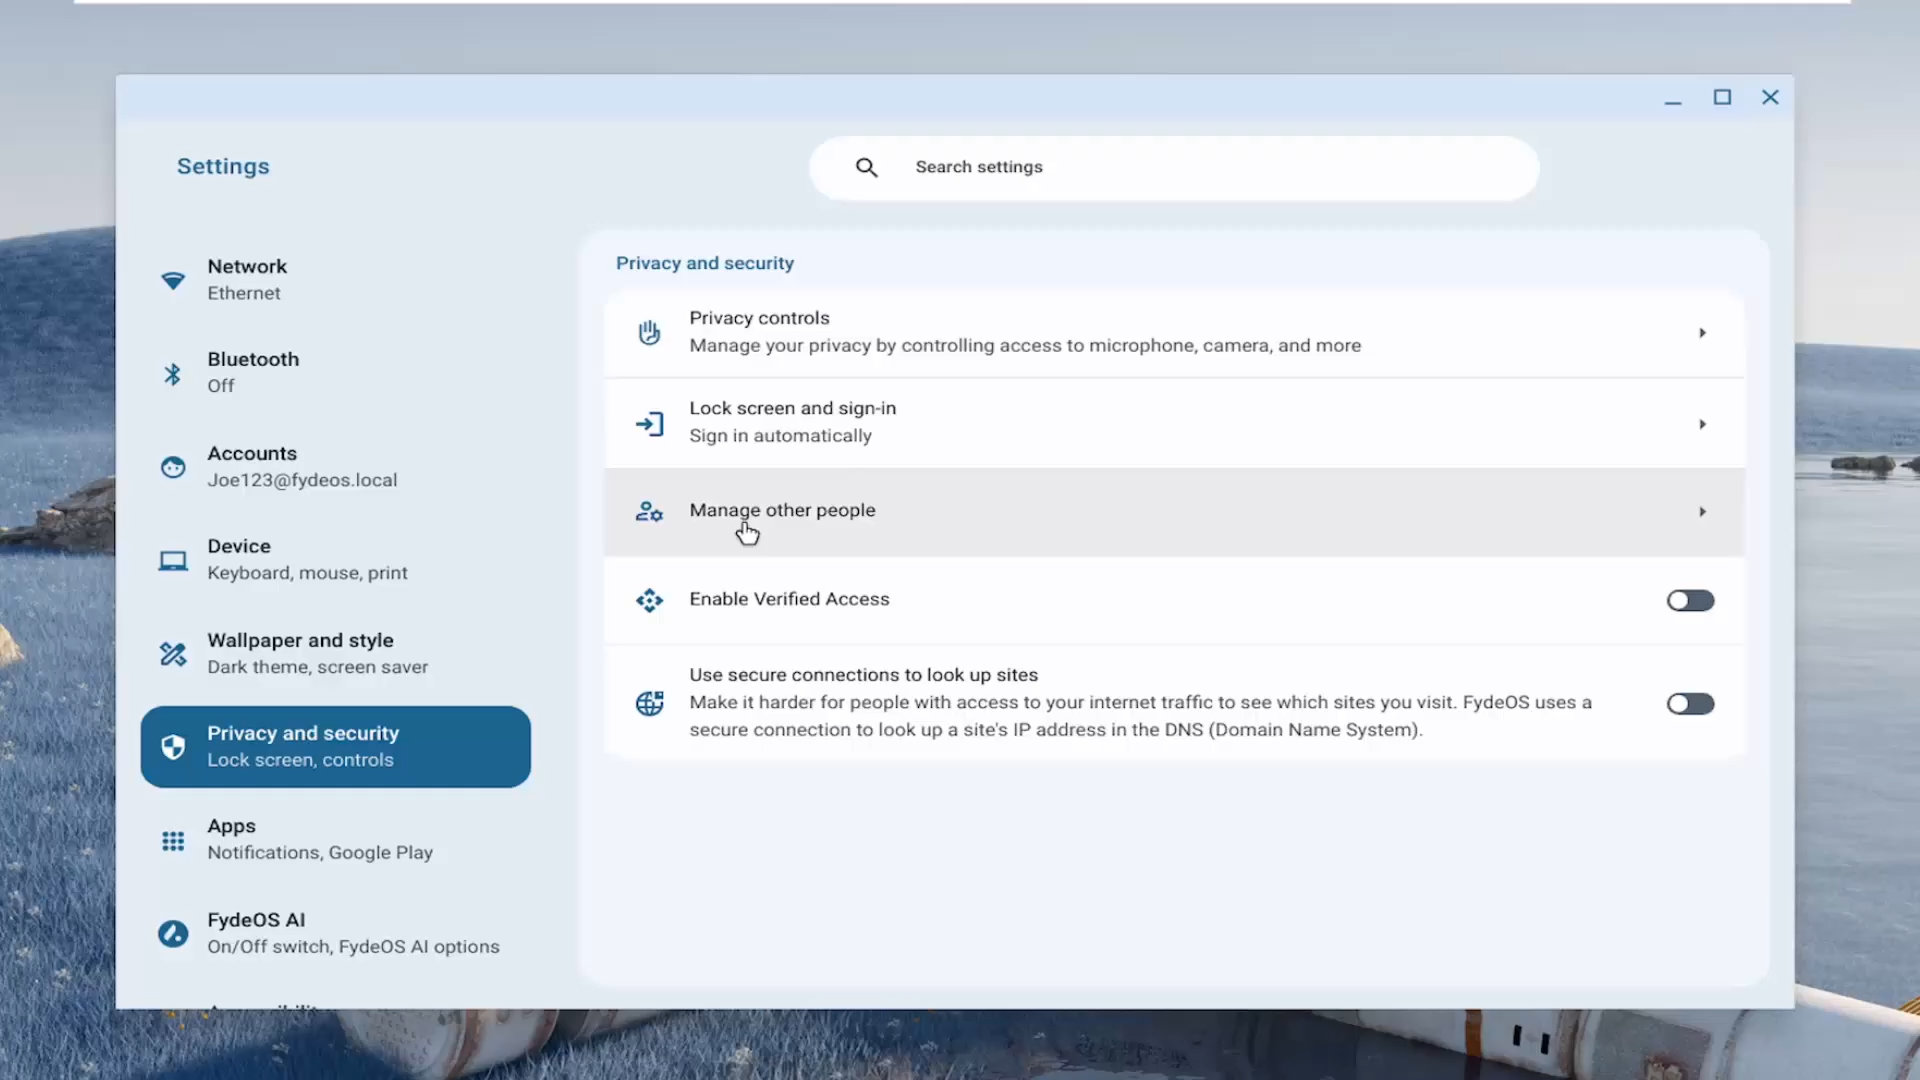 Settings
Search settings
Network
Ethernet
Bluetooth
Off
Accounts
Joe123@fydeos.local
Device
Keyboard, mouse, print
Wallpaper and style
Dark theme, screen saver
Privacy and security
Lock screen, controls
Apps
Notifications, Google Play
FydeOS AI
On/Off switch, FydeOS AI options
Privacy and security
Privacy controls
Manage your privacy by controlling access to microphone, camera, and more
Lock screen and sign-in
Sign in automatically
Manage other people
Enable Verified Access
Use secure connections to look up sites
Make it harder for people with access to your internet traffic to see which sites you visit. FydeOS uses a
secure connection to look up a site's IP address in the DNS (Domain Name System).